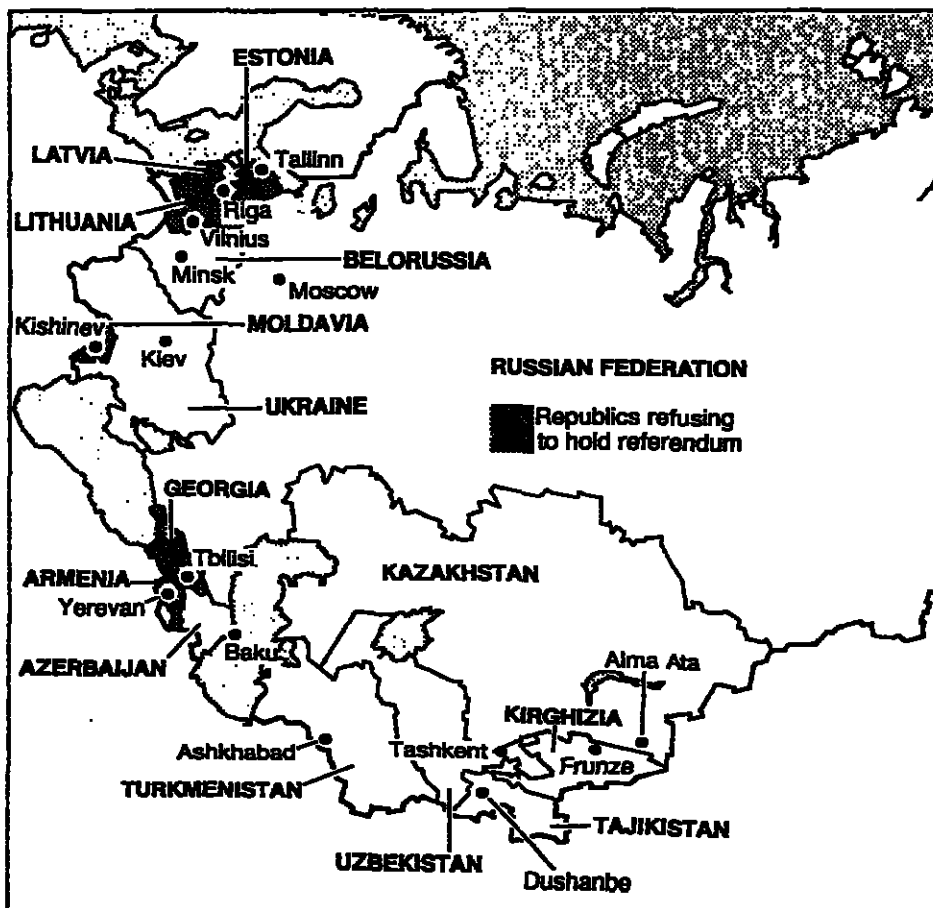 ESTONIA
LATVIA
Tallinn
LITHUANIA
Riga
Vilnius
Minsk
BELORUSSIA
Moscow
Kishinev
MOLDAVIA
Kiev
RUSSIAN FEDERATION
UKRAINE
Republics refusing
to hold referendum
GEORGIA
Tbilisi
ARMENIA
KAZAKHSTAN
Yerevan
AZERBAIJAN
Baku
Alma Ata
KIRGHIZIA
Ashkhabad
Tashkent
Frunze
TURKMENISTAN
TAJIKISTAN
UZBEKISTAN
Dushanbe